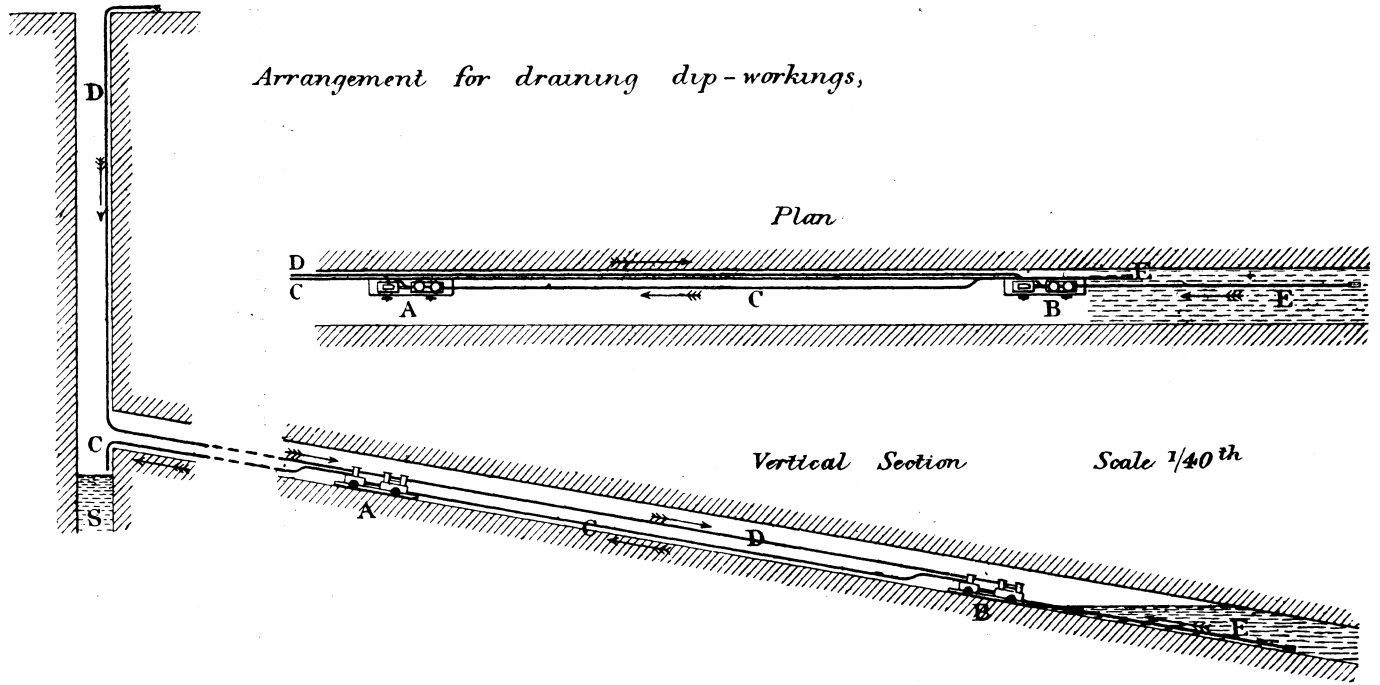 Arrangement for draining dip-workings,
D
Plan
D
E
C
C
E
A
B
C
Vertical Section
Scale 1/40th
S
A
C
D
B
E